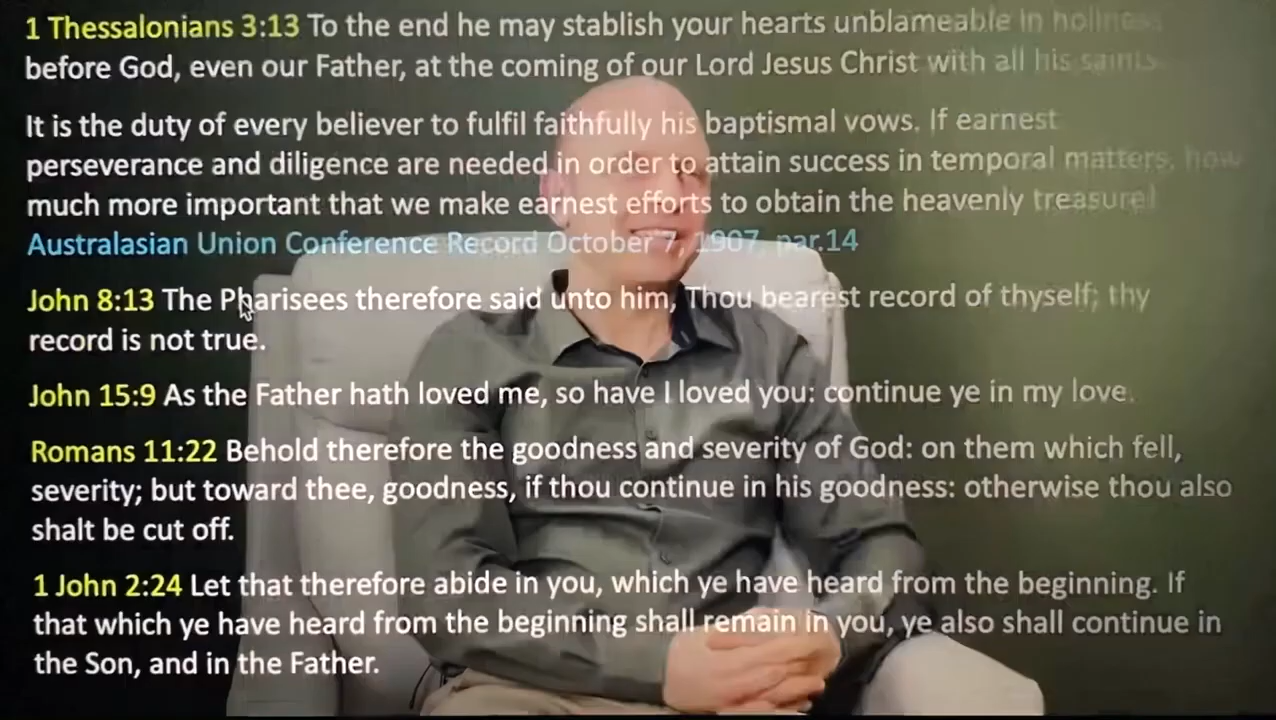 1 Thessalonians 3:13 To the end he may stablish your hearts unblameable in holiness
before God, even our Father, at the coming of our Lord Jesus Christ with all his saints.
It is the duty of every believer to fulfil faithfully his baptismal vows. If earnest
perseverance and diligence are needed in order to attain success in temporal matters, how
much more important that we make earnest efforts to obtain the heavenly treasure!
Australasian Union Conference Record October 7, 1907, par.14
John 8:13 The Pharisees therefore said unto him, Thou bearest record of thyself; thy
record is not true.
John 15:9 As the Father hath loved me, so have I loved you: continue ye in my love.
Romans 11:22 Behold therefore the goodness and severity of God: on them which fell,
severity; but toward thee, goodness, if thou continue in his goodness: otherwise thou also
shalt be cut off.
1 John 2:24 Let that therefore abide in you, which ye have heard from the beginning. If
that which ye have heard from the beginning shall remain in you, ye also shall continue in
the Son, and in the Father.